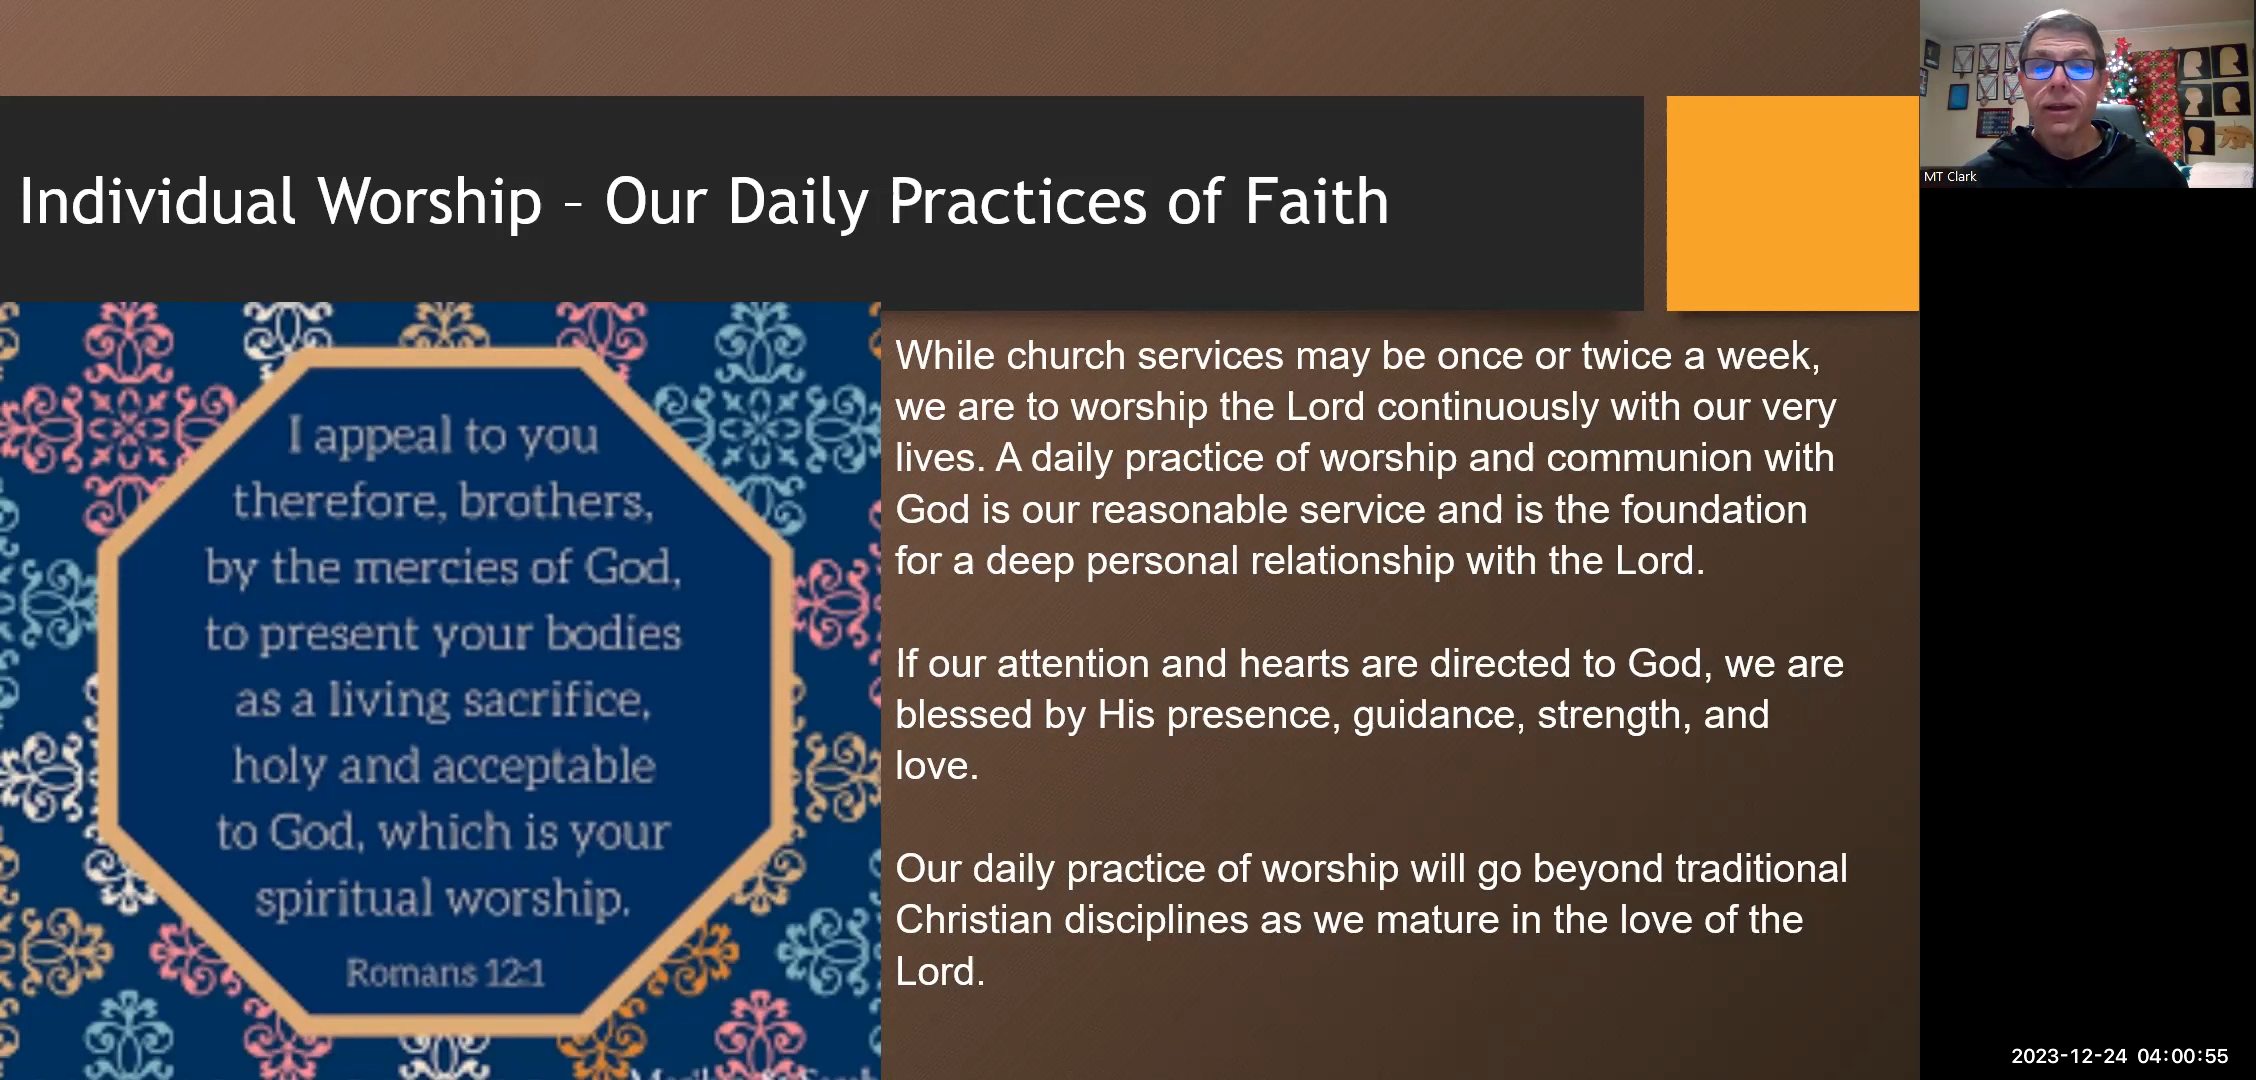 Individual Worship – Our Daily Practices of Faith
I appeal to you
therefore, brothers,
by the mercies of God,
to present your bodies
as a living sacrifice,
holy and acceptable
to God, which is your
spiritual worship.
Romans 12:1
While church services may be once or twice a week,
we are to worship the Lord continuously with our very
lives. A daily practice of worship and communion with
God is our reasonable service and is the foundation
for a deep personal relationship with the Lord.
If our attention and hearts are directed to God, we are
blessed by His presence, guidance, strength, and
love.
Our daily practice of worship will go beyond traditional
Christian disciplines as we mature in the love of the
Lord.
MT Clark
2023-12-24 04:00:55